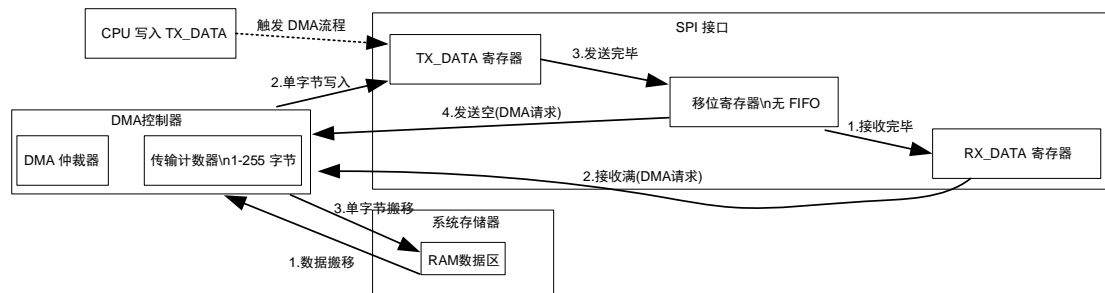 CPU 写入 TX_DATA
触发 DMA流程
SPI 接口
TX_DATA 寄存器
3.发送完毕
2.单字节写入
移位寄存器\n无 FIFO
4.发送空(DMA请求)
1.接收完毕
DMA控制器
DMA 仲裁器
传输计数器\n1-255 字节
RX_DATA 寄存器
2.接收满(DMA请求)
3.单字节搬移
系统存储器
1.数据搬移
RAM数据区